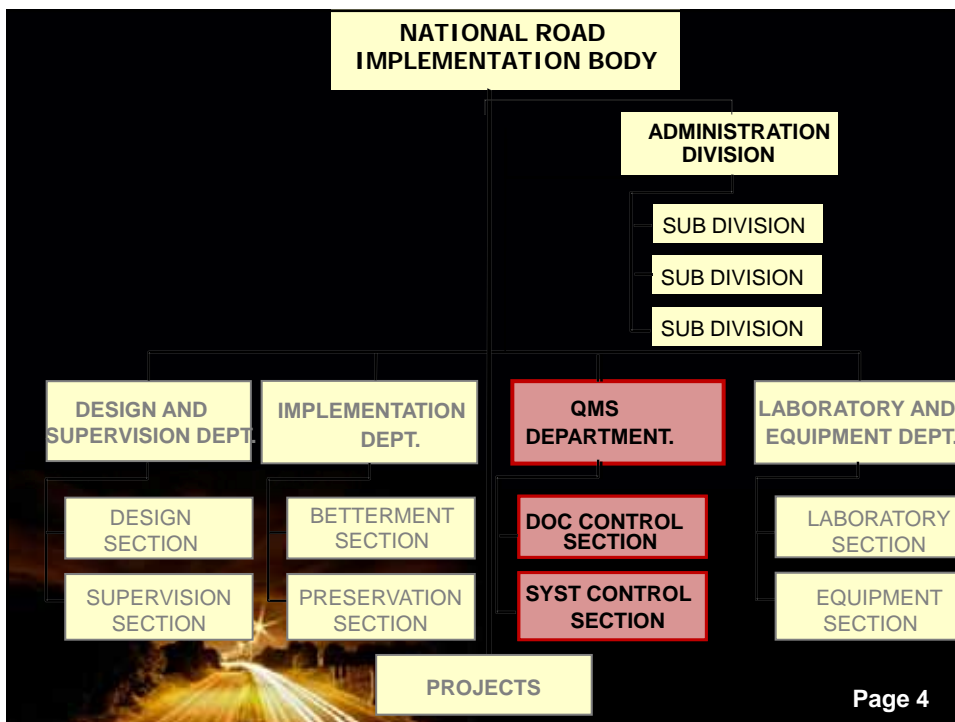 NATIONAL ROAD
IMPLEMENTATION BODY
ADMINISTRATION
DIVISION
SUB DIVISION
SUB DIVISION
SUB DIVISION
DESIGN AND
SUPERVISION DEPT.
IMPLEMENTATION
DEPT.
QMS
DEPARTMENT.
LABORATORY AND
EQUIPMENT DEPT.
DESIGN
SECTION
BETTERMENT
SECTION
DOC CONTROL
SECTION
LABORATORY
SECTION
SUPERVISION
SECTION
PRESERVATION
SECTION
SYST CONTROL
SECTION
EQUIPMENT
SECTION
PROJECTS
Page 4